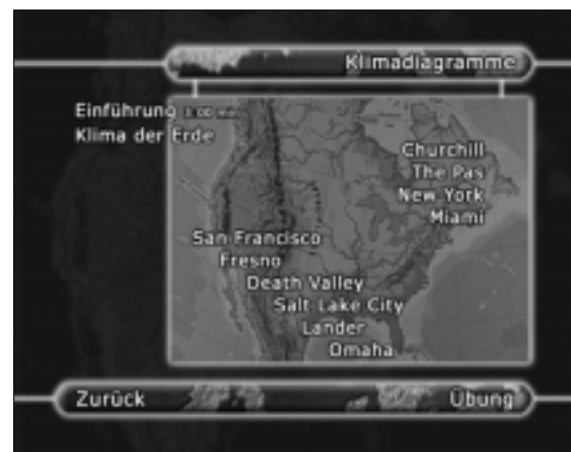 Klimadiagramme
Einführung
Klima der Erde
Churchill
The Pas
New York
Miami
San Francisco
Fresno
Death Valley
Salt Lake City
Lander
Omaha
Zurück
Übung